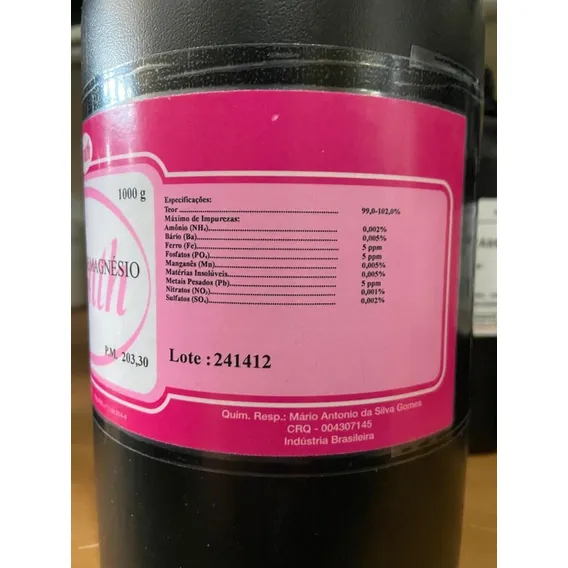 1000 g
MAGNÉSIO
P.M. 203,30
Especificações:
Teor 99,0-102,0%
Máximo de Impurezas:
Amônio (NH₄) 0,002%
Bário (Ba) 0,005%
Ferro (Fe) 5 ppm
Fosfatos (PO₄) 5 ppm
Manganês (Mn) 0,005%
Matérias Insolúveis 0,005%
Metais Pesados (Pb) 5 ppm
Nitratos (NO₃) 0,001%
Sulfatos (SO₄) 0,002%
Lote : 241412
Quím. Resp.: Mário Antonio da Silva Gomes
CRQ - 004307145
Indústria Brasileira